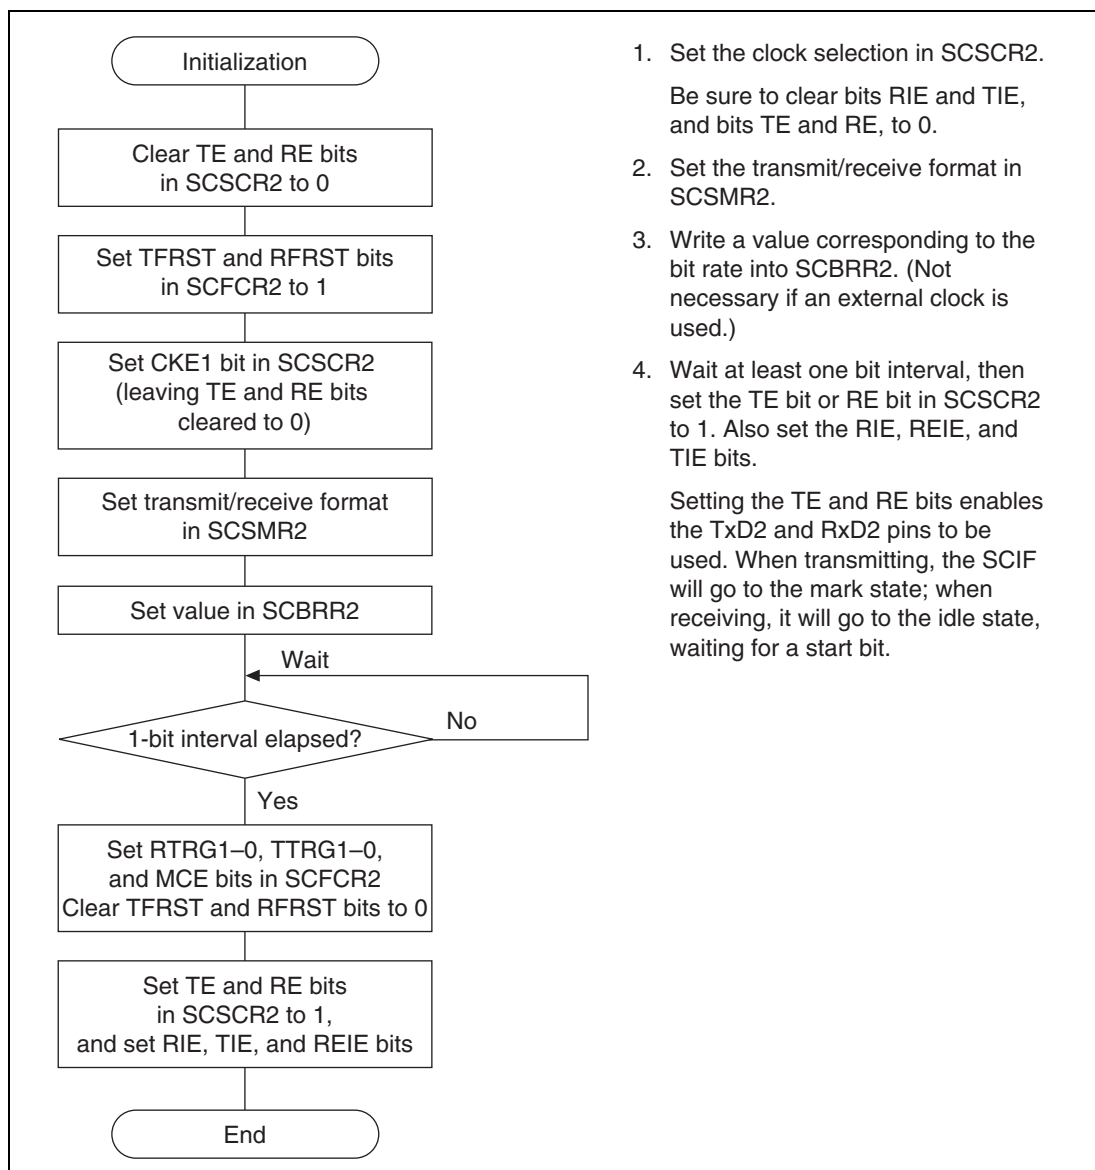 Initialization
Clear TE and RE bits
in SCSCR2 to 0
Set TFRST and RFRST bits
in SCFCR2 to 1
Set CKE1 bit in SCSCR2
(leaving TE and RE bits
cleared to 0)
Set transmit/receive format
in SCSMR2
Set value in SCBRR2
Wait
1-bit interval elapsed?
No
Yes
Set RTRG1–0, TTRG1–0,
and MCE bits in SCFCR2
Clear TFRST and RFRST bits to 0
Set TE and RE bits
in SCSCR2 to 1,
and set RIE, TIE, and REIE bits
End
1. Set the clock selection in SCSCR2.
Be sure to clear bits RIE and TIE,
and bits TE and RE, to 0.
2. Set the transmit/receive format in
SCSMR2.
3. Write a value corresponding to the
bit rate into SCBRR2. (Not
necessary if an external clock is
used.)
4. Wait at least one bit interval, then
set the TE bit or RE bit in SCSCR2
to 1. Also set the RIE, REIE, and
TIE bits.
Setting the TE and RE bits enables
the TxD2 and RxD2 pins to be
used. When transmitting, the SCIF
will go to the mark state; when
receiving, it will go to the idle state,
waiting for a start bit.